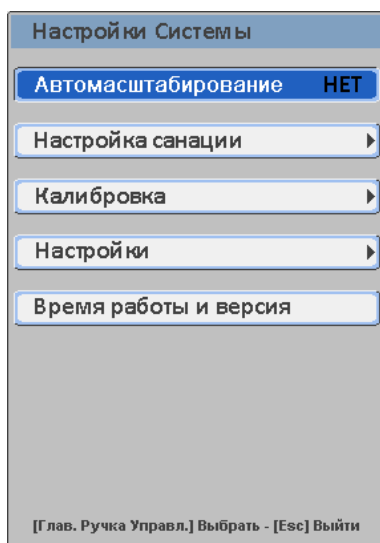 Настройки Системы
Автомасштабирование НЕТ
Настройка санации
Калибровка
Настройки
Время работы и версия
[Глав. Ручка Управл.] Выбрать - [Esc] Выйти